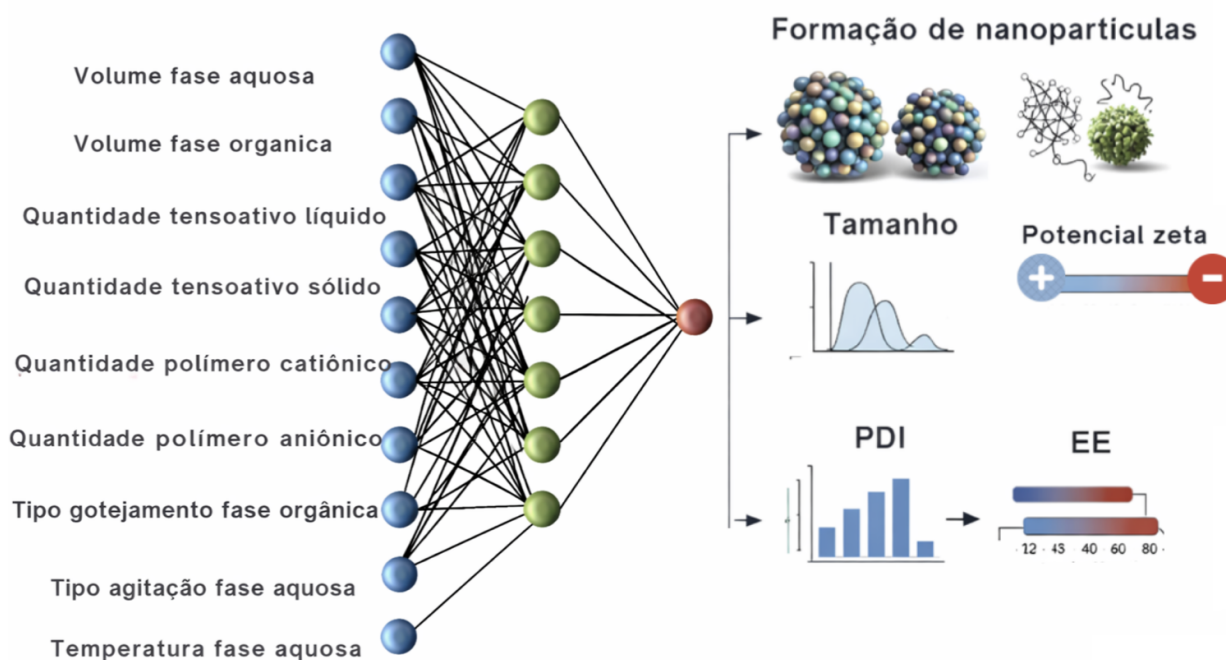 Formação de nanoparticulas
Volume fase aquosa
Volume fase organica
Quantidade tensoativo líquido
Quantidade tensoativo sólido
Quantidade polímero catiônico
Quantidade polímero aniônico
Tipo gotejamento fase orgânica
Tipo agitação fase aquosa
Temperatura fase aquosa
Tamanho
Potencial zeta
+
-
PDI
EE
12 43 40 60 80